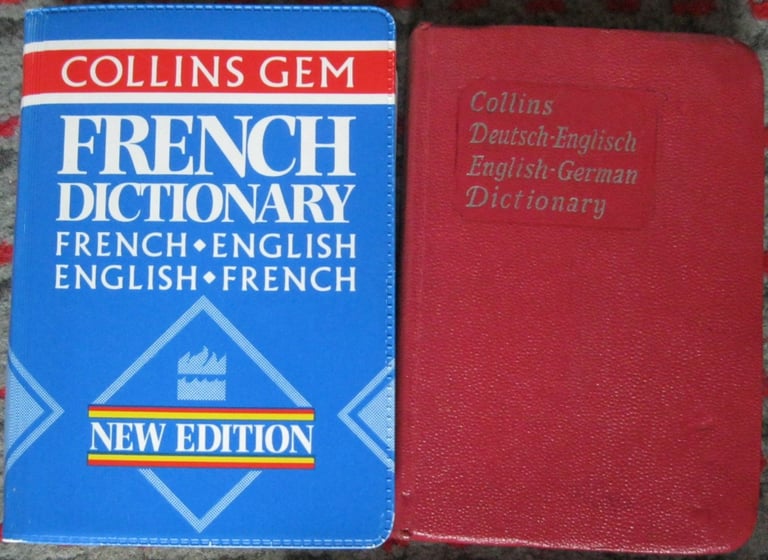 COLLINS GEM
FRENCH
DICTIONARY
FRENCH◆ENGLISH
ENGLISH◆FRENCH
NEW EDITION
Collins
Deutsch-Englisch
English-German
Dictionary